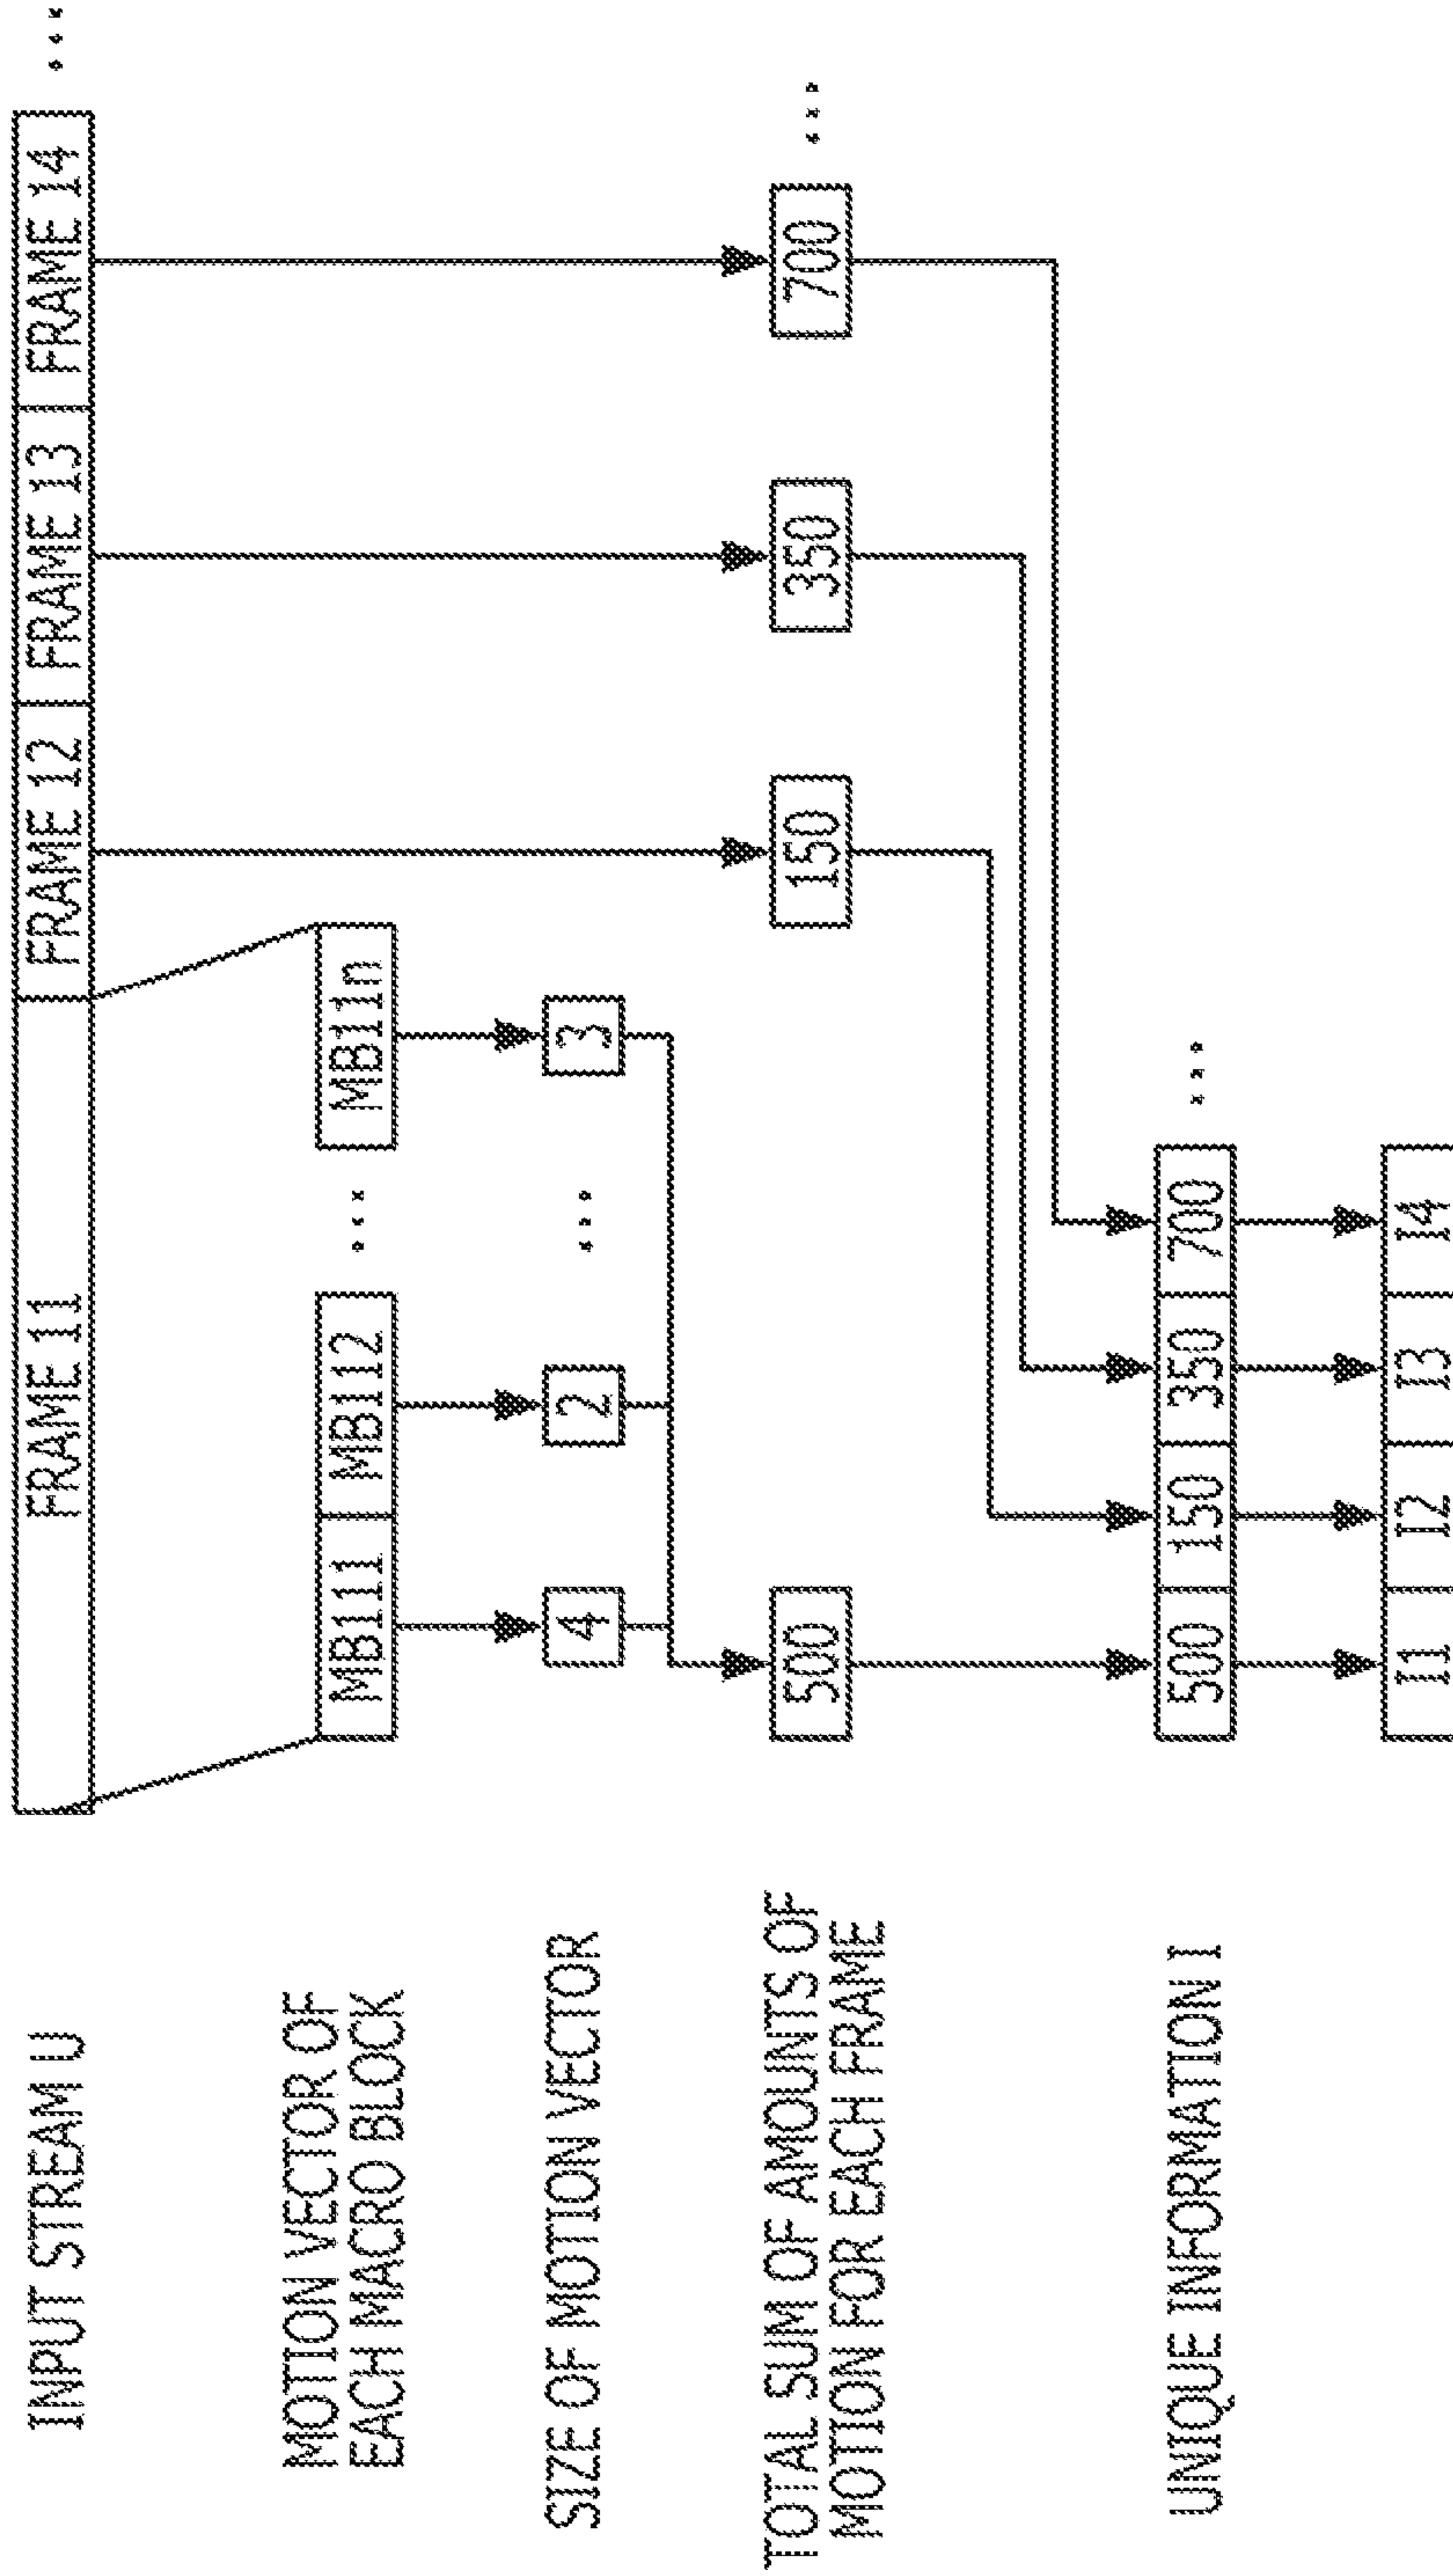 INPUT STREAM U
FRAME 11 FRAME 12 FRAME 13 FRAME 14 ...
MOTION VECTOR OF
EACH MACRO BLOCK
MB111 MB112 ... MB11n
SIZE OF MOTION VECTOR
4 2 ... 3
TOTAL SUM OF AMOUNTS OF
MOTION FOR EACH FRAME
500 150 350 700 ...
UNIQUE INFORMATION I
500 150 350 700 ...
I1 I2 I3 I4